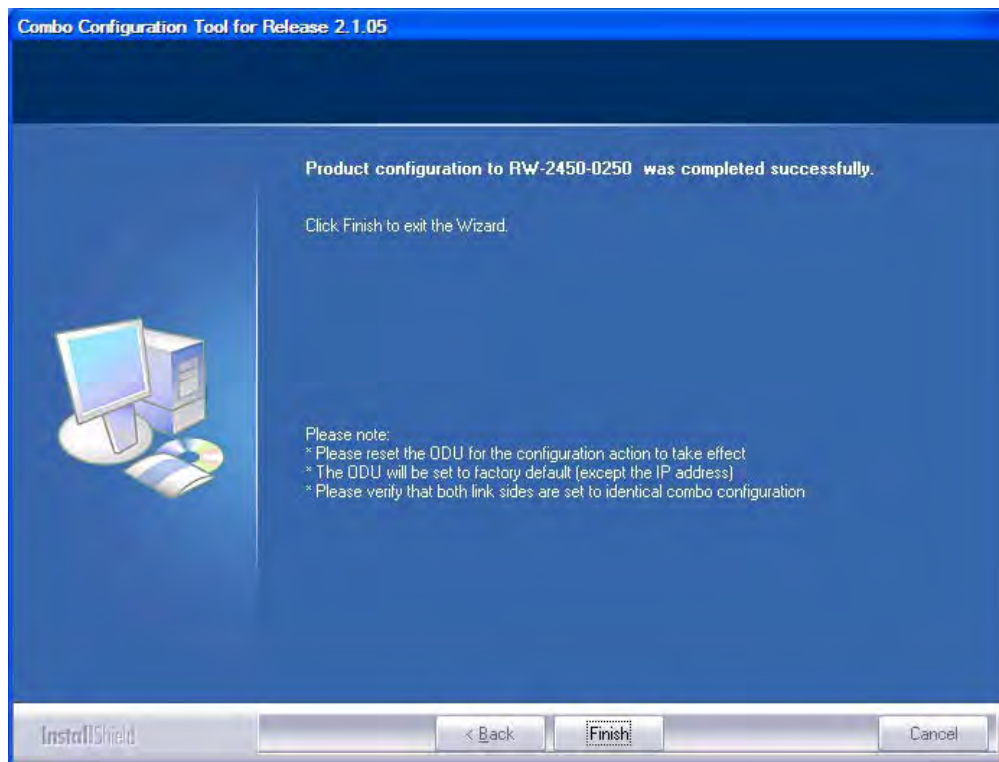 Combo Configuration Tool for Release 2.1.05
Product configuration to RW-2450-0250 was completed successfully.
Click Finish to exit the Wizard.
Please note:
* Please reset the ODU for the configuration action to take effect
* The ODU will be set to factory default (except the IP address)
* Please verify that both link sides are set to identical combo configuration
InstallShield
< Back
Finish
Cancel